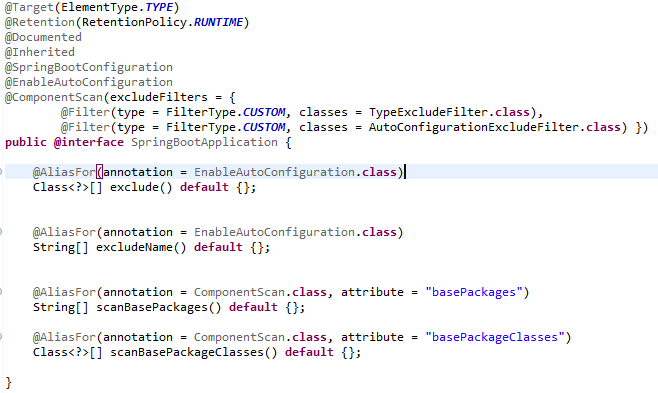 @Target(ElementType.TYPE)
@Retention(RetentionPolicy.RUNTIME)
@Documented
@Inherited
@SpringBootConfiguration
@EnableAutoConfiguration
@ComponentScan(excludeFilters = {
        @Filter(type = FilterType.CUSTOM, classes = TypeExcludeFilter.class),
        @Filter(type = FilterType.CUSTOM, classes = AutoConfigurationExcludeFilter.class) })
public @interface SpringBootApplication {
    @AliasFor(annotation = EnableAutoConfiguration.class)
    Class<?>[] exclude() default {};
    @AliasFor(annotation = EnableAutoConfiguration.class)
    String[] excludeName() default {};
    @AliasFor(annotation = ComponentScan.class, attribute = "basePackages")
    String[] scanBasePackages() default {};
    @AliasFor(annotation = ComponentScan.class, attribute = "basePackageClasses")
    Class<?>[] scanBasePackageClasses() default {};
}